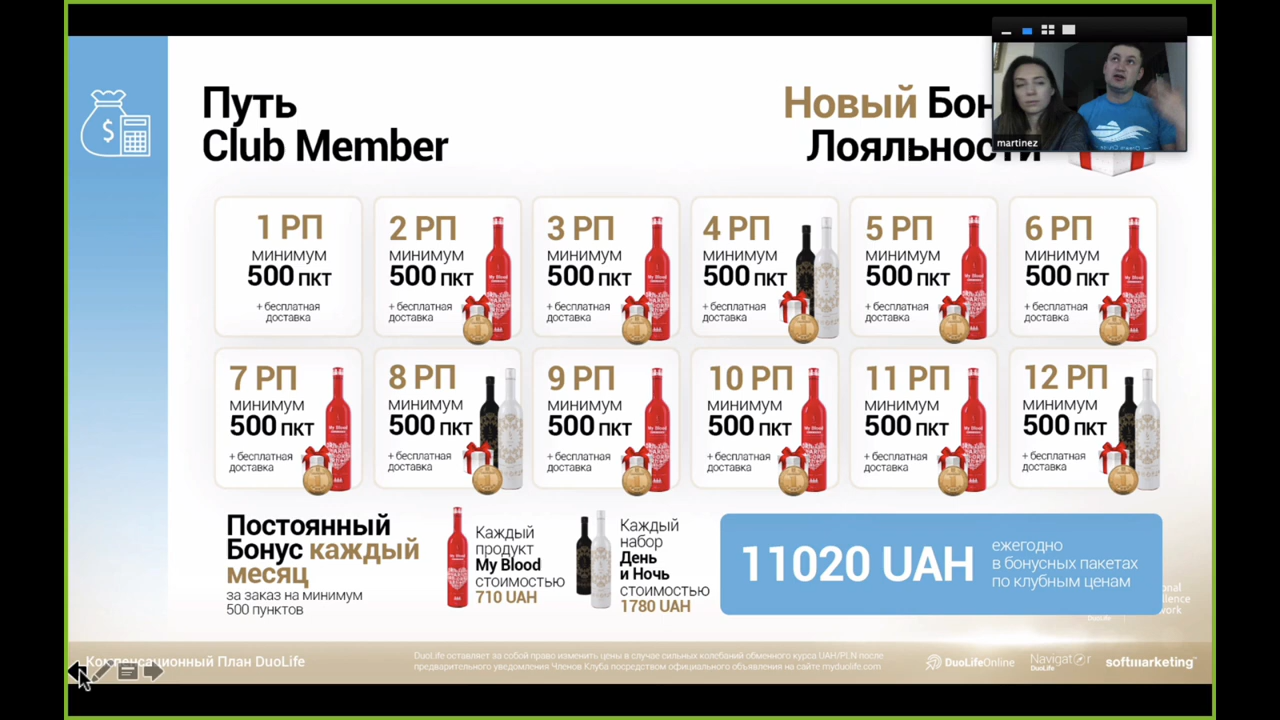 Путь
Club Member
Новый Бон
Лояльности
martinez
1 РП
минимум
500 ПКТ
+ бесплатная
доставка
2 РП
минимум
500 ПКТ
+ бесплатная
доставка
3 РП
минимум
500 ПКТ
+ бесплатная
доставка
4 РП
минимум
500 ПКТ
+ бесплатная
доставка
5 РП
минимум
500 ПКТ
+ бесплатная
доставка
6 РП
минимум
500 ПКТ
+ бесплатная
доставка
7 РП
минимум
500 ПКТ
+ бесплатная
доставка
8 РП
минимум
500 ПКТ
+ бесплатная
доставка
9 РП
минимум
500 ПКТ
+ бесплатная
доставка
10 РП
минимум
500 ПКТ
+ бесплатная
доставка
11 РП
минимум
500 ПКТ
+ бесплатная
доставка
12 РП
минимум
500 ПКТ
+ бесплатная
доставка
Постоянный
Бонус каждый
месяц
за заказ на минимум
500 пунктов
Каждый
продукт
My Blood
стоимостью
710 UAH
Каждый
набор
День
и Ночь
стоимостью
1780 UAH
11020 UAH
ежегодно
в бонусных пакетах
по клубным ценам
Компенсационный План DuoLife
DuoLife оставляет за собой право изменить цены в случае сильных колебаний обменного курса UAH/PLN после
предварительного уведомления Членов Клуба посредством официального объявления на сайте myduolife.com
DuoLifeOnline
Navigator
DuoLife
softmarketing